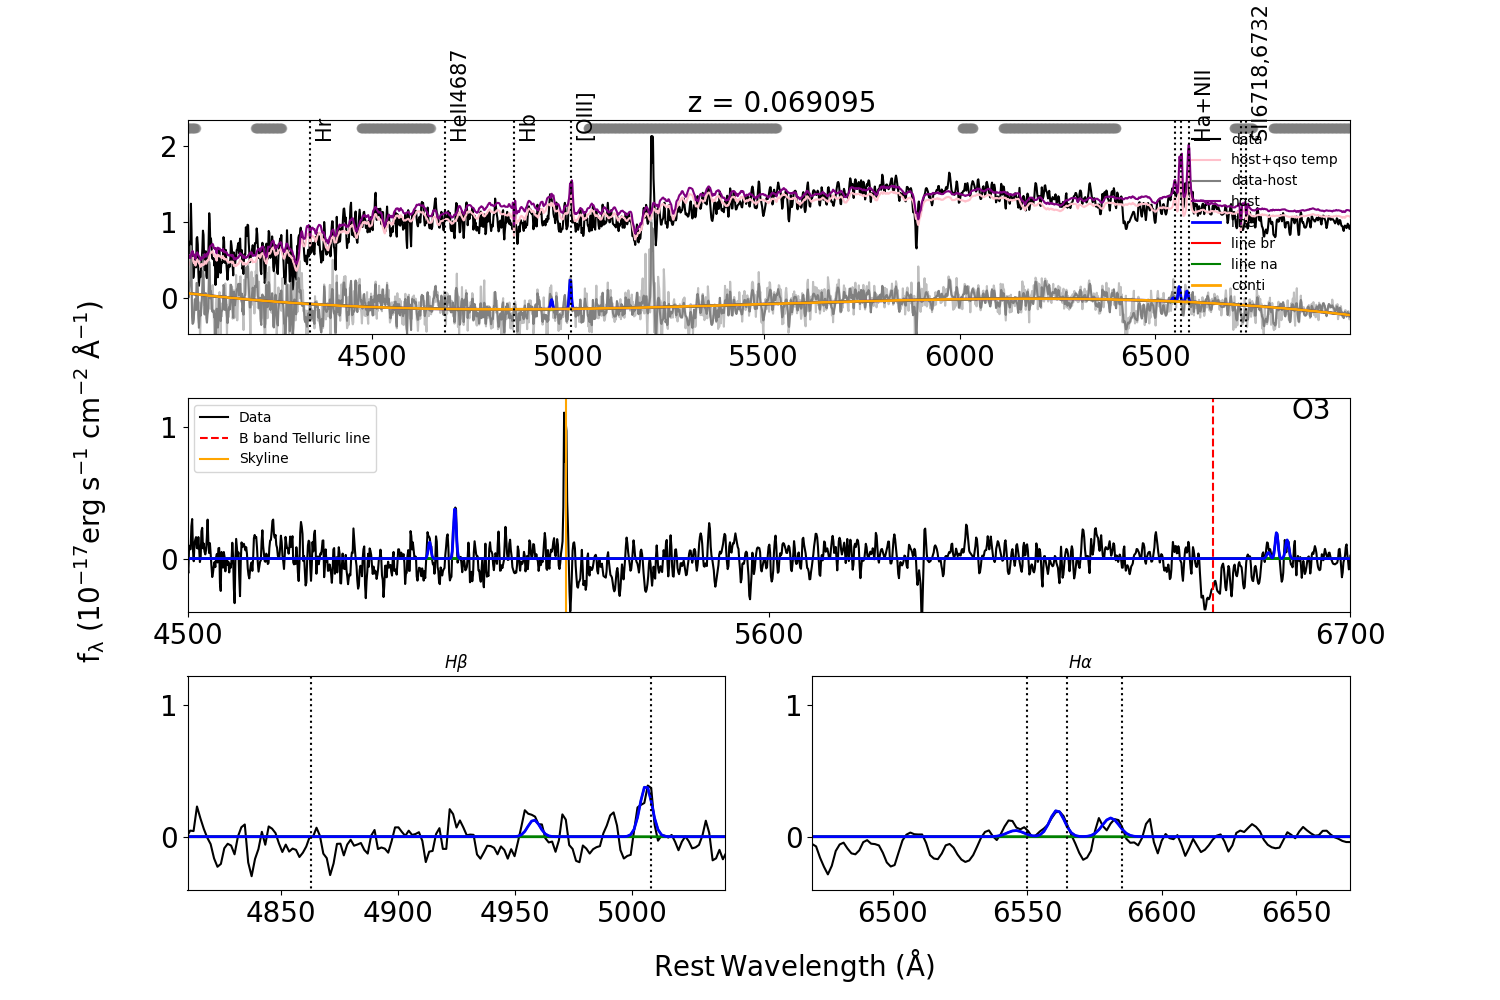 z = 0.069095
Hr
HeII4687
Hb
[OIII]
Ha+NII
SII6718,6732
data
host+qso temp
data-host
host
line br
line na
conti
2
1
0
4500
5000
5500
6000
6500
O3
Data
B band Telluric line
Skyline
1
0
4500
5600
6700
fλ (10⁻¹⁷erg s⁻¹ cm⁻² Å⁻¹)
Hβ
1
0
4850
4900
4950
5000
Hα
1
0
6500
6550
6600
6650
Rest Wavelength (Å)